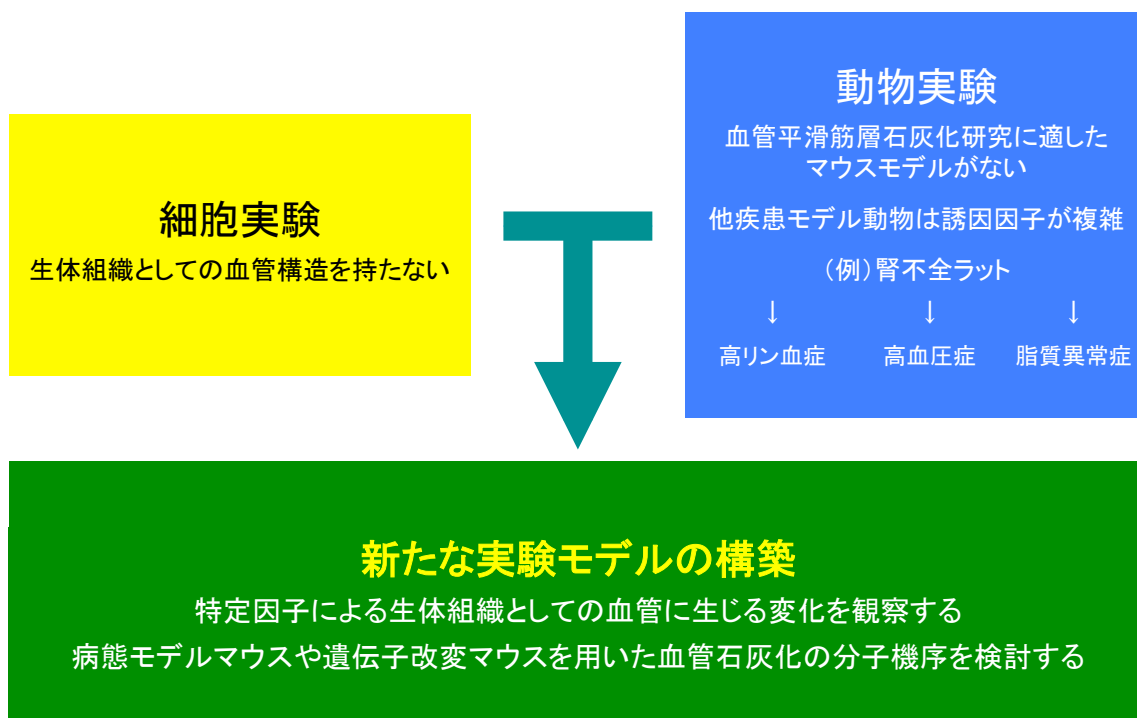 細胞実験
生体組織としての血管構造を持たない
動物実験
血管平滑筋層石灰化研究に適した
マウスモデルがない
他疾患モデル動物は誘因因子が複雑
（例）腎不全ラット
↓ ↓ ↓
高リン血症 高血圧症 脂質異常症
新たな実験モデルの構築
特定因子による生体組織としての血管に生じる変化を観察する
病態モデルマウスや遺伝子改変マウスを用いた血管石灰化の分子機序を検討する